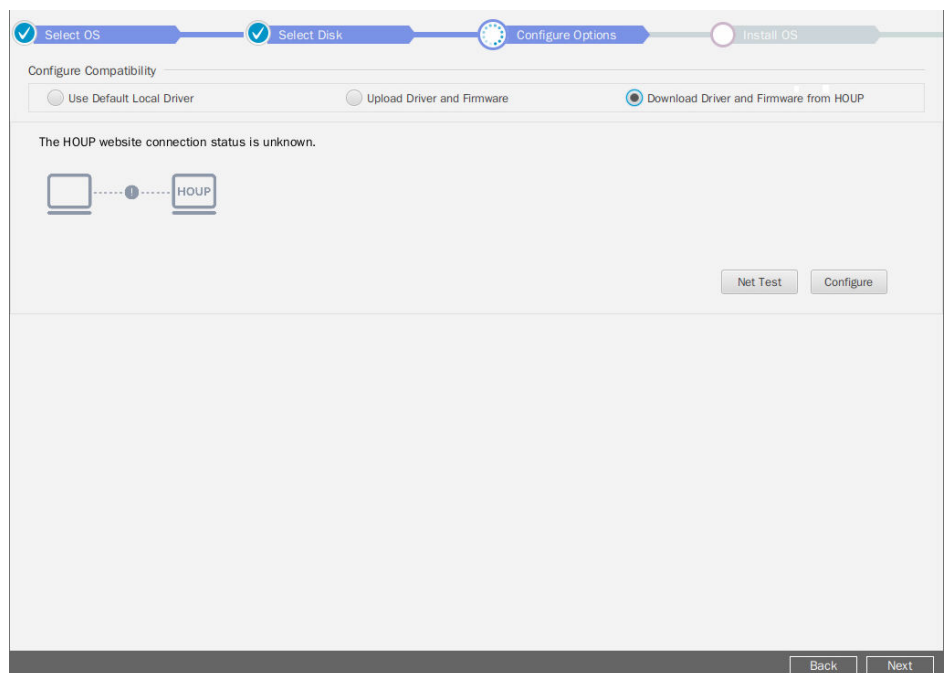 Select OS
Select Disk
Configure Options
Install OS
Configure Compatibility
Use Default Local Driver
Upload Driver and Firmware
Download Driver and Firmware from HOUP
The HOUP website connection status is unknown.
!
HOUP
Net Test
Configure
Back
Next